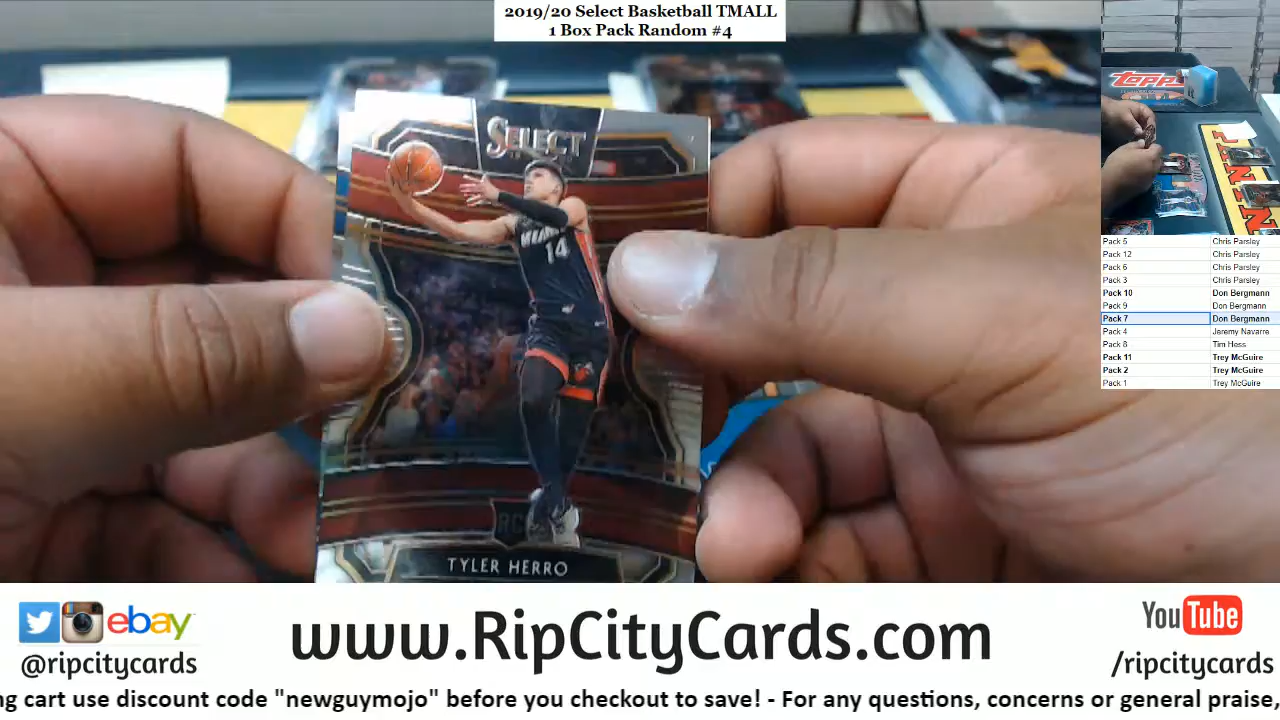 2019/20 Select Basketball TMALL
1 Box Pack Random #4
SELECT
MIAMI
14
RC
TYLER HERRO
TOPPS
PANINI
Pack 5 Chris Parsley
Pack 12 Chris Parsley
Pack 6 Chris Parsley
Pack 3 Chris Parsley
Pack 10 Don Bergmann
Pack 9 Don Bergmann
Pack 7 Don Bergmann
Pack 4 Jeremy Navarre
Pack 8 Tim Hess
Pack 11 Trey McGuire
Pack 2 Trey McGuire
Pack 1 Trey McGuire
ebay
@ripcitycards
www.RipCityCards.com
YouTube
/ripcitycards
ng cart use discount code "newguymojo" before you checkout to save! - For any questions, concerns or general praise,